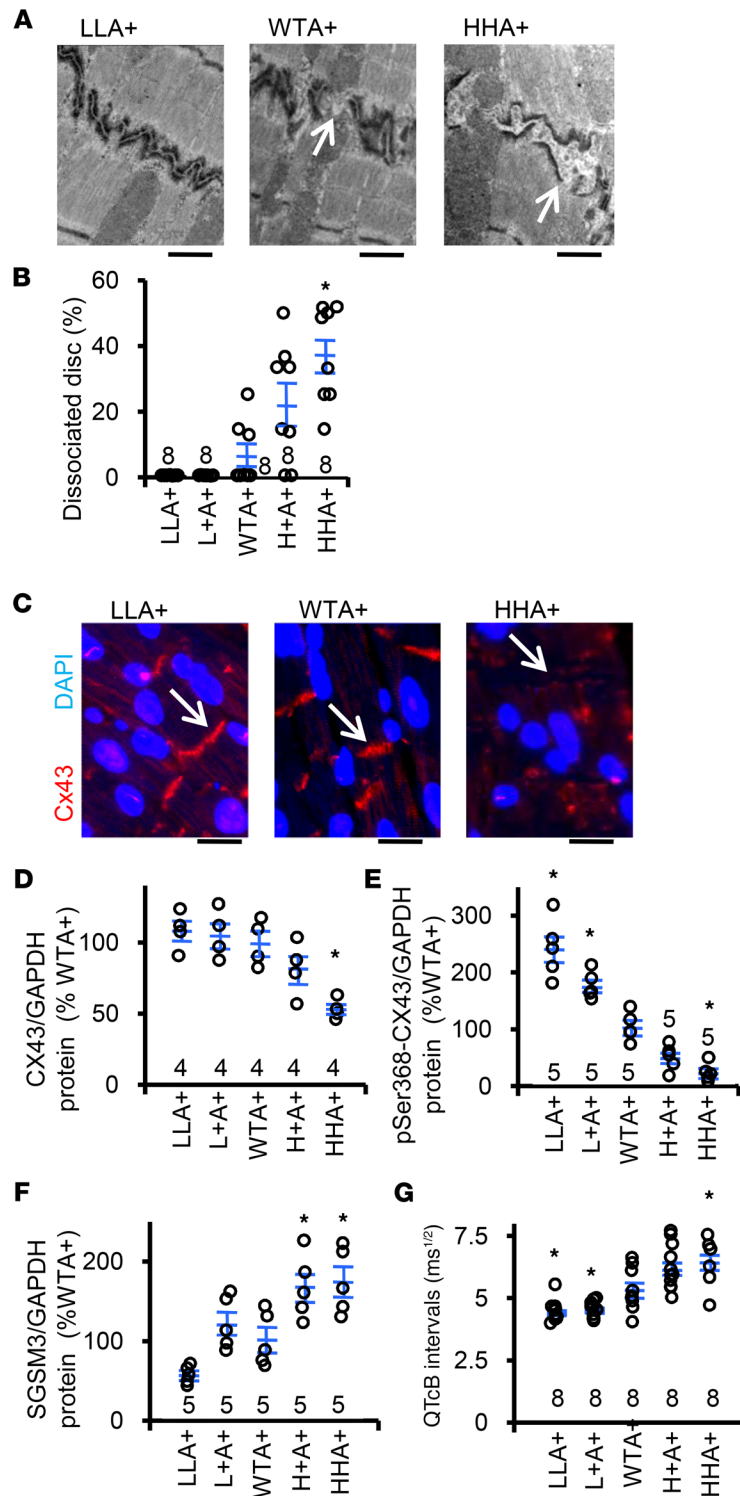 A
LLA+ WTA+ HHA+
B
Dissociated disc (%)
60
40
20
0
8 8 8 8 8
*
LLA+ L+A+ WTA+ H+A+ HHA+
C
LLA+ WTA+ HHA+
Cx43 DAPI
D
CX43/GAPDH
protein (% WTA+)
100
50
0
*
4 4 4 4 4
LLA+ L+A+ WTA+ H+A+ HHA+
E
pSer368-CX43/GAPDH
protein (%WTA+)
300
200
100
0
* * *
5 5 5 5 5
LLA+ L+A+ WTA+ H+A+ HHA+
F
SGSM3/GAPDH
protein (%WTA+)
200
100
0
* *
5 5 5 5 5
LLA+ L+A+ WTA+ H+A+ HHA+
G
QTcB intervals (ms1/2)
7.5
5
2.5
0
* * *
8 8 8 8 8
LLA+ L+A+ WTA+ H+A+ HHA+